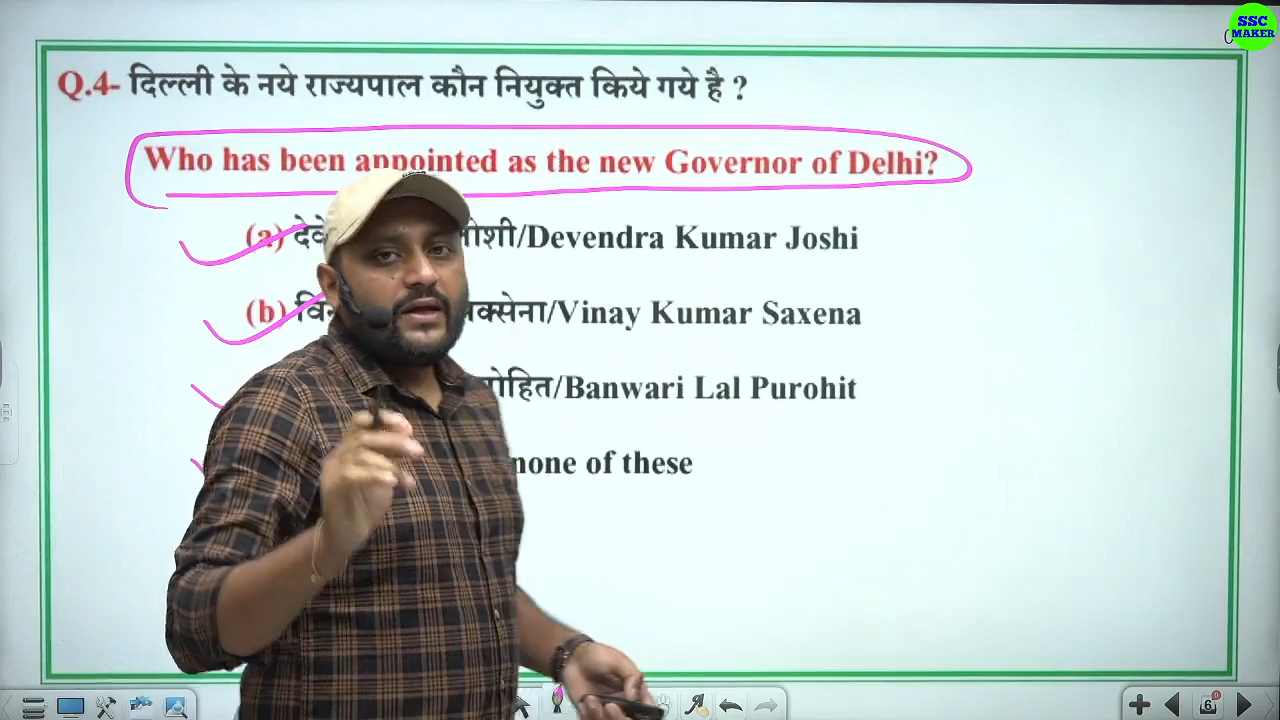 SSC
MAKER
Q.4- दिल्ली के नये राज्यपाल कौन नियुक्त किये गये है ?
Who has been appointed as the new Governor of Delhi?
(a) /Devendra Kumar Joshi
(b) /Vinay Kumar Saxena
/Banwari Lal Purohit
none of these
6